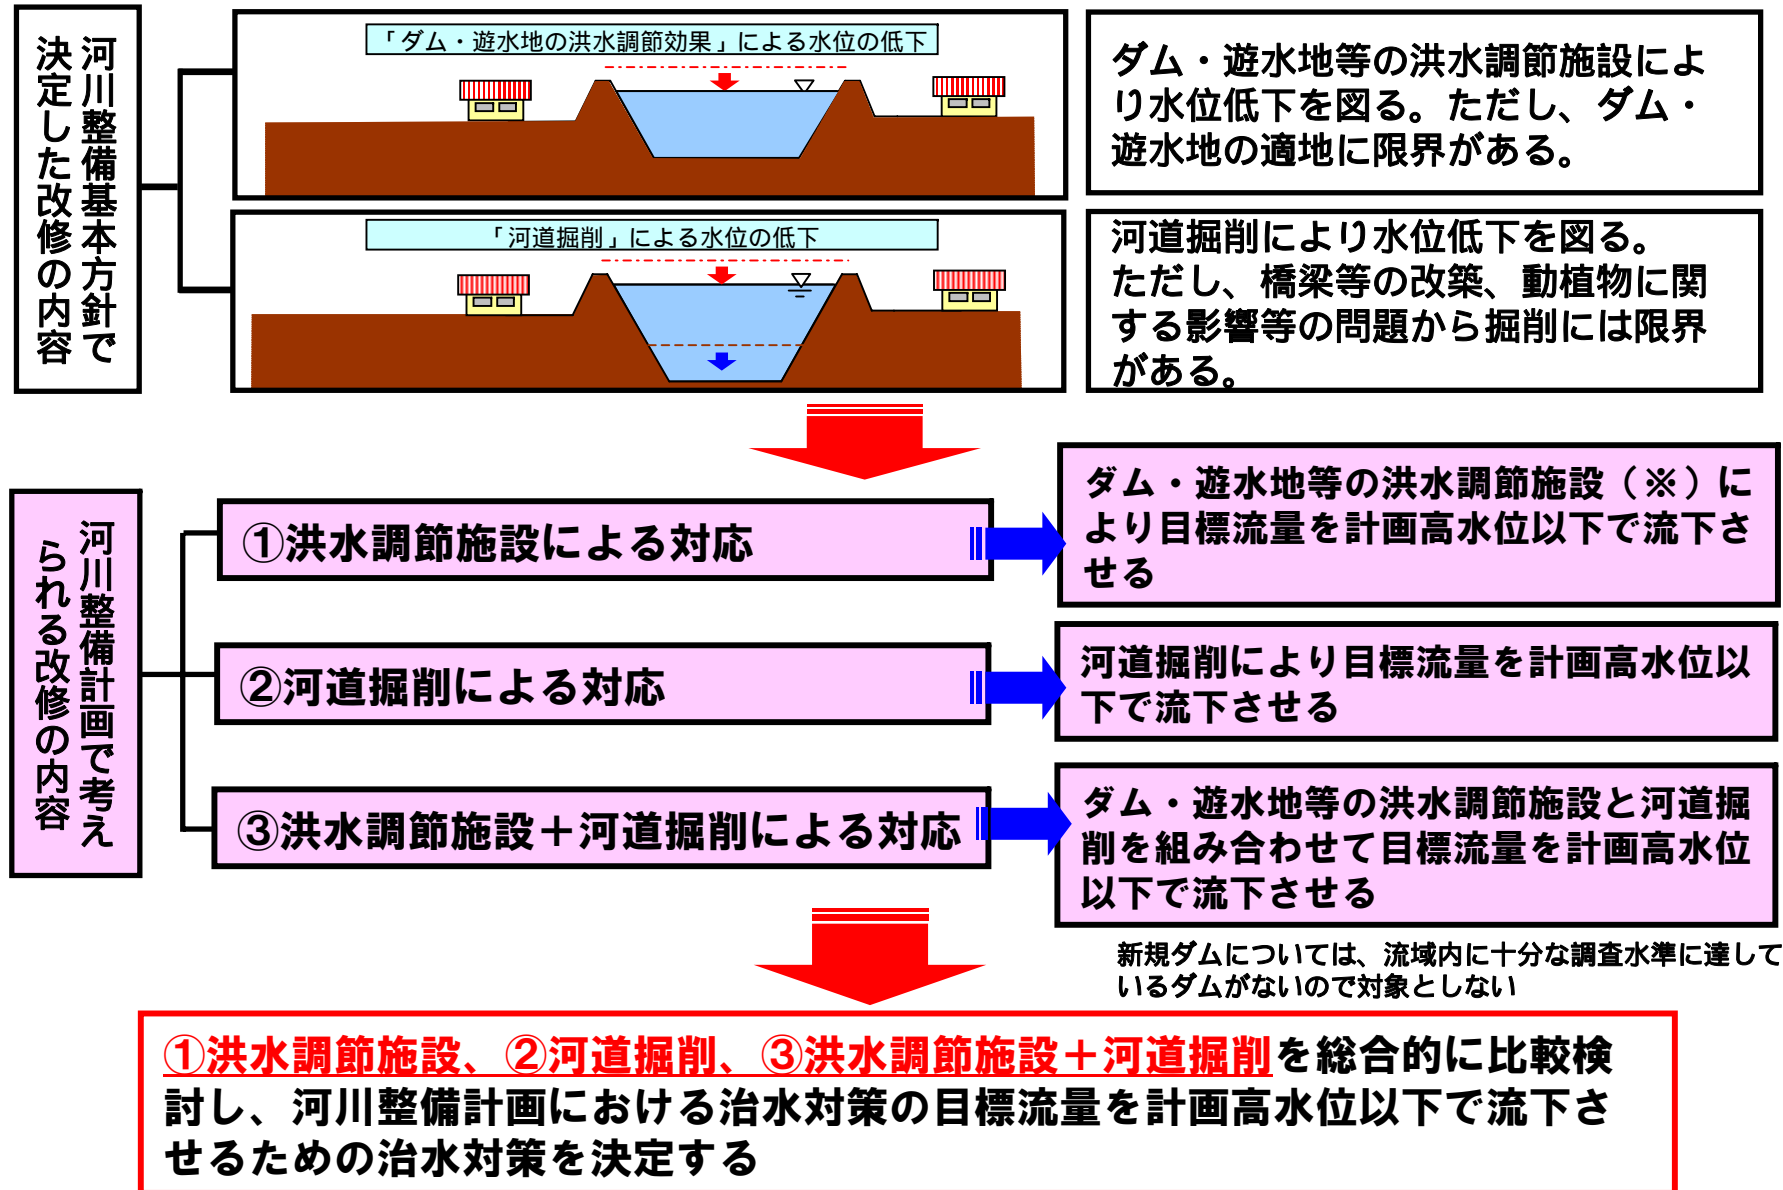 河川整備基本方針で
決定した改修の内容
「ダム・遊水地の洪水調節効果」による水位の低下
ダム・遊水地等の洪水調節施設によ
り水位低下を図る。ただし、ダム・
遊水地の適地に限界がある。
「河道掘削」による水位の低下
河道掘削により水位低下を図る。
ただし、橋梁等の改築、動植物に関
する影響等の問題から掘削には限界
がある。
河川整備計画で考え
られる改修の内容
①洪水調節施設による対応
ダム・遊水地等の洪水調節施設（※）に
より目標流量を計画高水位以下で流下さ
せる
②河道掘削による対応
河道掘削により目標流量を計画高水位以
下で流下させる
③洪水調節施設＋河道掘削による対応
ダム・遊水地等の洪水調節施設と河道掘
削を組み合わせて目標流量を計画高水位
以下で流下させる
新規ダムについては、流域内に十分な調査水準に達して
いるダムがないので対象としない
①洪水調節施設、②河道掘削、③洪水調節施設＋河道掘削を総合的に比較検
討し、河川整備計画における治水対策の目標流量を計画高水位以下で流下さ
せるための治水対策を決定する